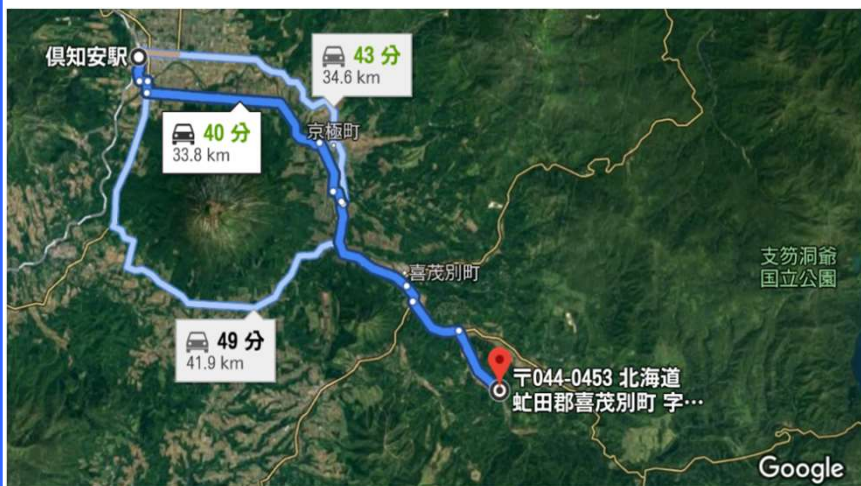 倶知安駅
43 分
34.6 km
40 分
33.8 km
京極町
喜茂別町
支笏洞爺
国立公園
49 分
41.9 km
〒044-0453 北海道
虻田郡喜茂別町 字…
Google